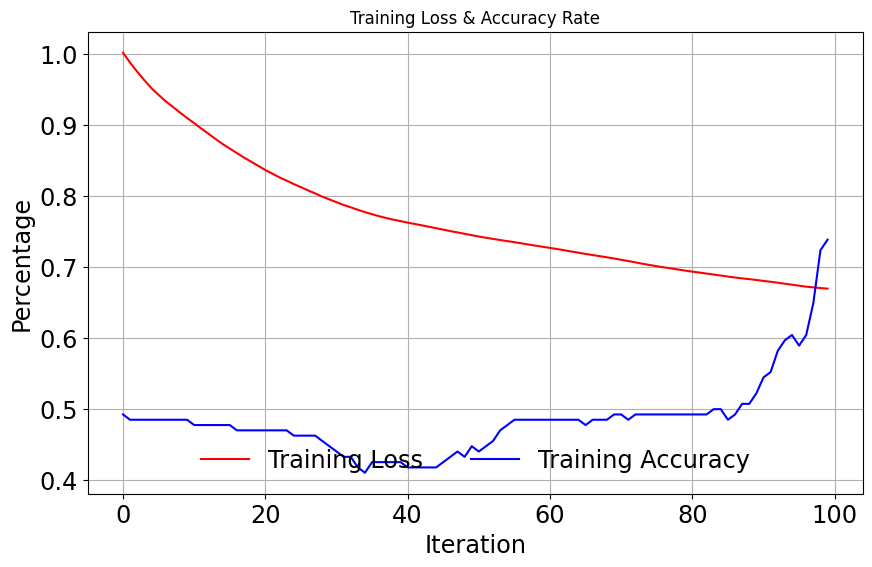 Training Loss & Accuracy Rate
Percentage
1.0
0.9
0.8
0.7
0.6
0.5
0.4
Training Loss Training Accuracy
0 20 40 60 80 100
Iteration